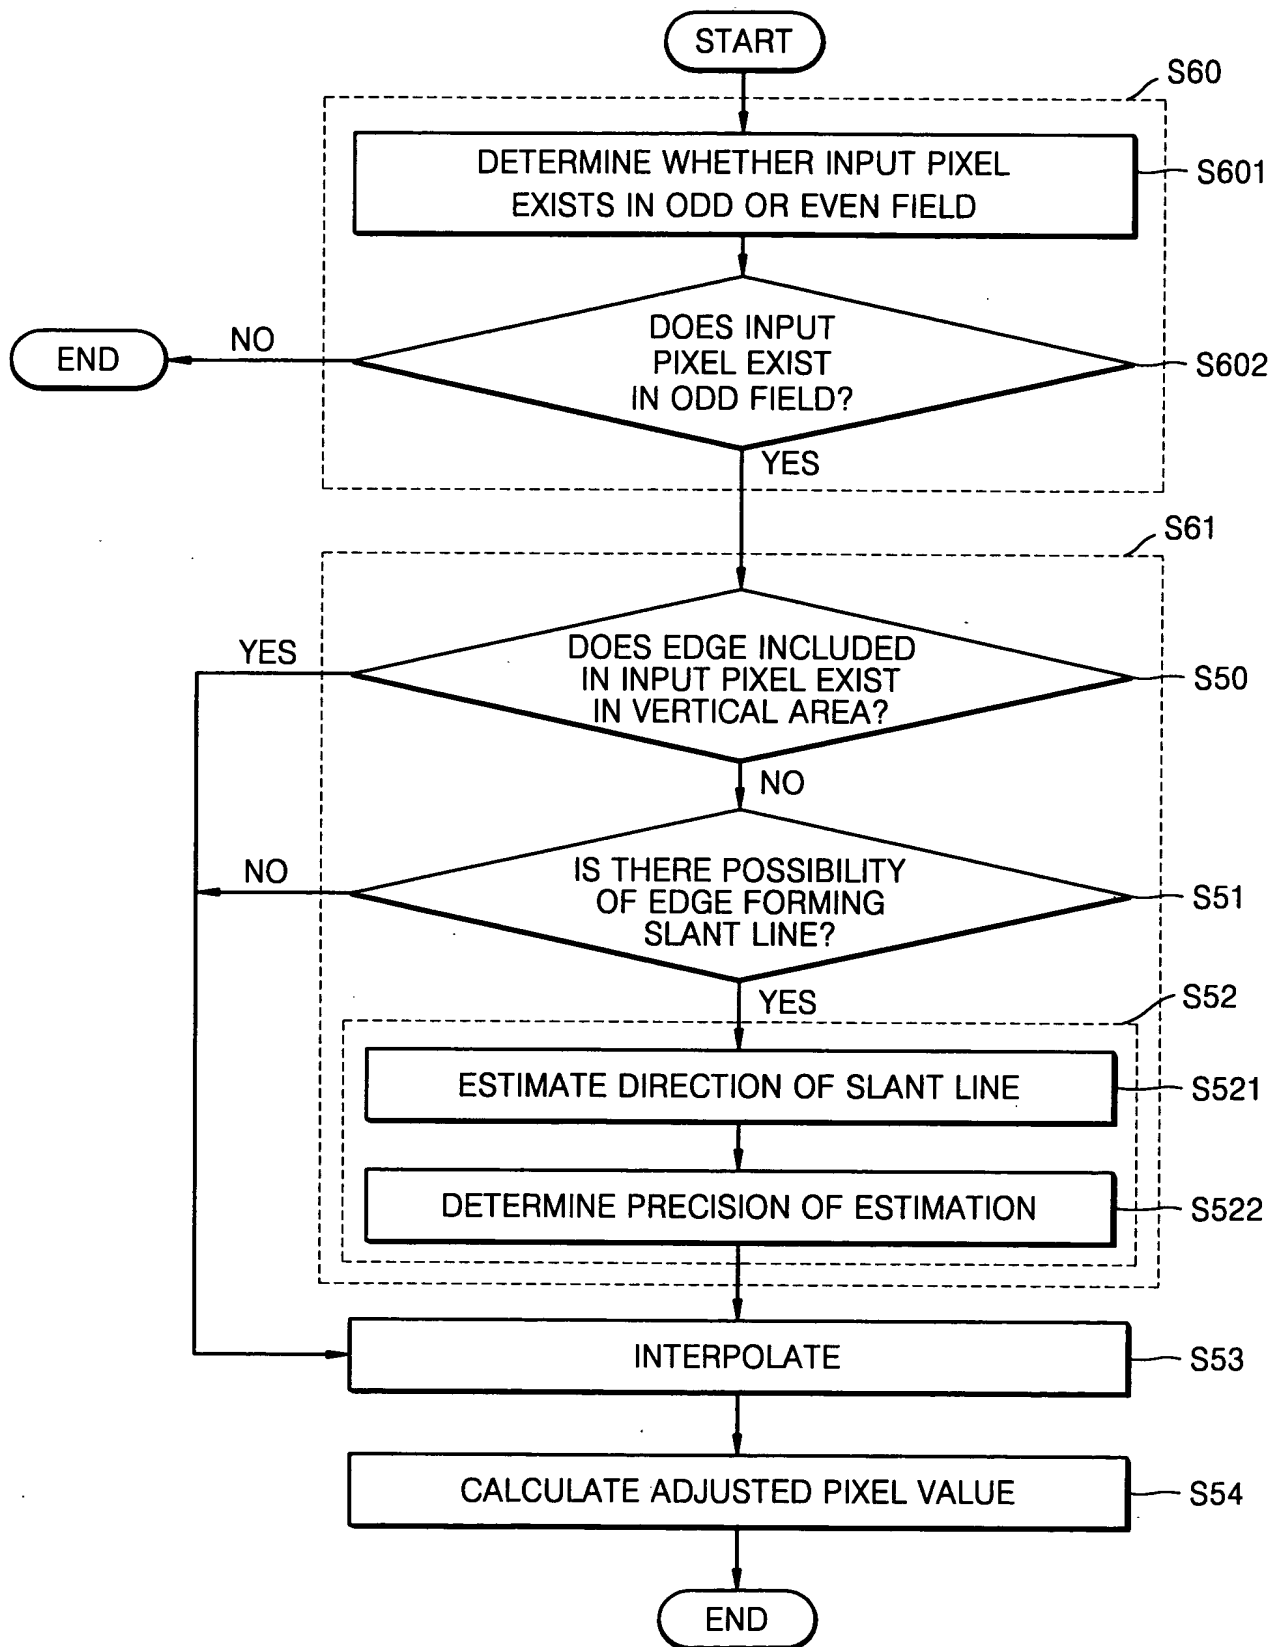 START
S60
DETERMINE WHETHER INPUT PIXEL
EXISTS IN ODD OR EVEN FIELD
S601
DOES INPUT
PIXEL EXIST
IN ODD FIELD?
S602
NO
END
YES
S61
DOES EDGE INCLUDED
IN INPUT PIXEL EXIST
IN VERTICAL AREA?
S50
YES
NO
IS THERE POSSIBILITY
OF EDGE FORMING
SLANT LINE?
S51
NO
YES
S52
ESTIMATE DIRECTION OF SLANT LINE
S521
DETERMINE PRECISION OF ESTIMATION
S522
INTERPOLATE
S53
CALCULATE ADJUSTED PIXEL VALUE
S54
END